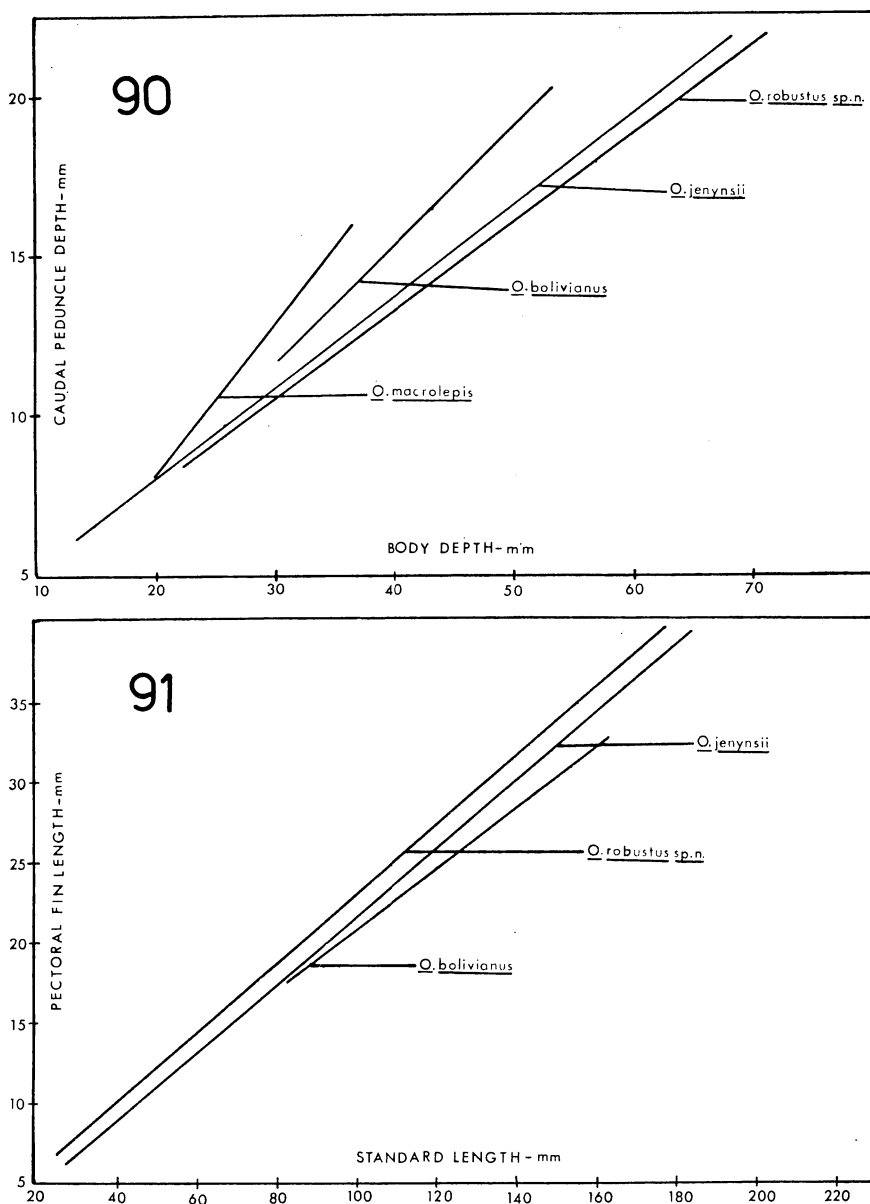 90
20
15
10
5
CAUDAL PEDUNCLE DEPTH-mm
O. robustus sp.n.
O. jenynsii
O. bolivianus
O. macrolepis
BODY DEPTH-mm
10 20 30 40 50 60 70
91
35
30
25
20
15
10
5
PECTORAL FIN LENGTH-mm
O. jenynsii
O. robustus sp.n.
O. bolivianus
STANDARD LENGTH-mm
20 40 60 80 100 120 140 160 180 200 220